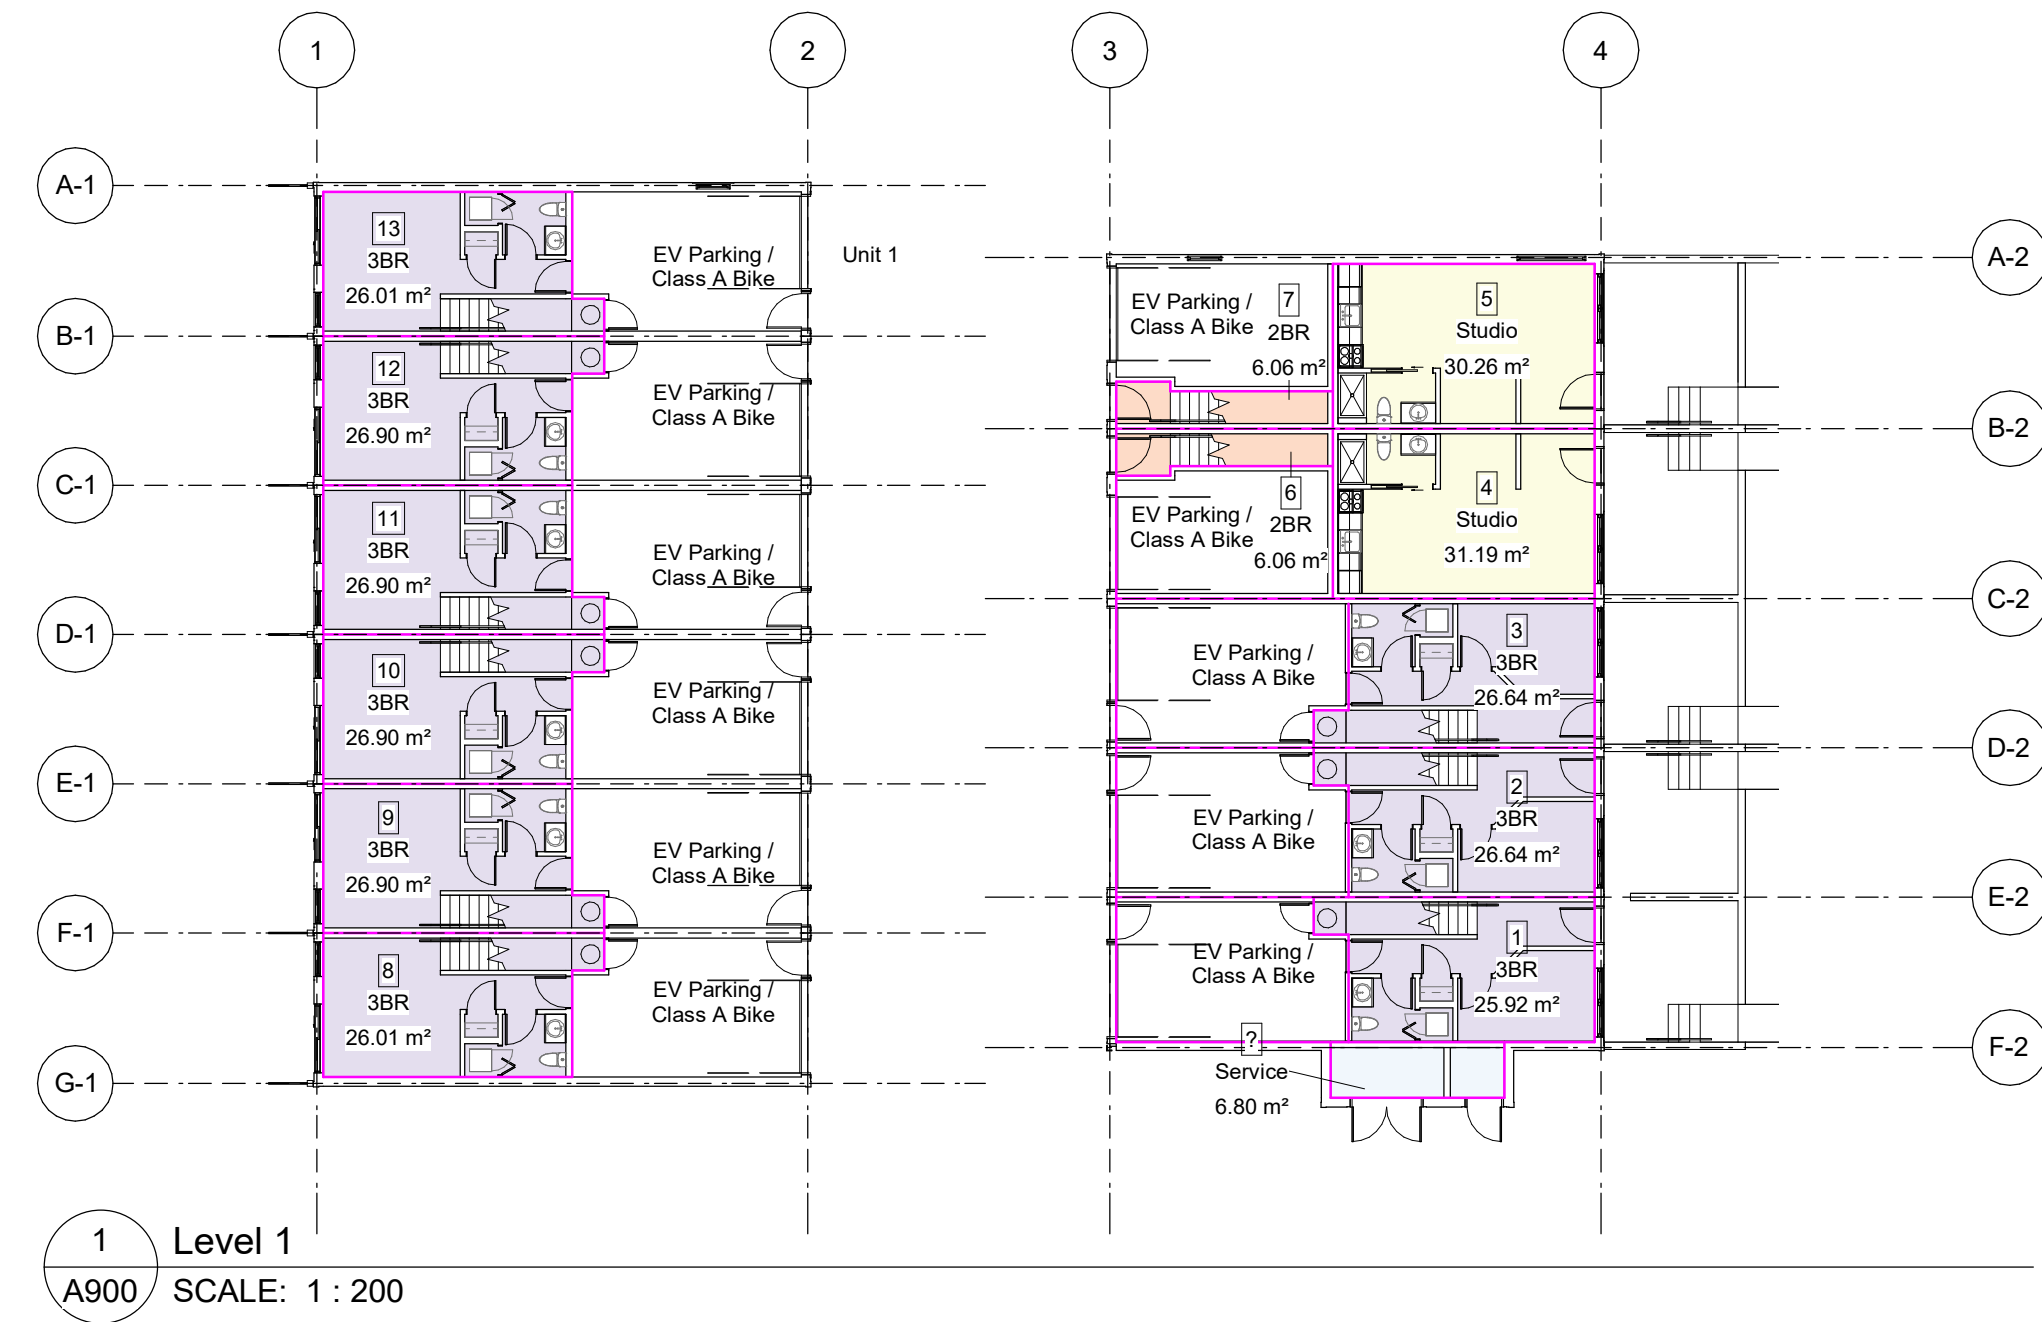 1
2
3
4
A-1
B-1
C-1
D-1
E-1
F-1
G-1
13
3BR
26.01 m²
EV Parking /
Class A Bike
Unit 1
12
3BR
26.90 m²
EV Parking /
Class A Bike
11
3BR
26.90 m²
EV Parking /
Class A Bike
10
3BR
26.90 m²
EV Parking /
Class A Bike
9
3BR
26.90 m²
EV Parking /
Class A Bike
8
3BR
26.01 m²
EV Parking /
Class A Bike
A-2
B-2
C-2
D-2
E-2
F-2
EV Parking /
Class A Bike
7
2BR
6.06 m²
5
Studio
30.26 m²
EV Parking /
Class A Bike
6
2BR
6.06 m²
4
Studio
31.19 m²
EV Parking /
Class A Bike
3
3BR
26.64 m²
EV Parking /
Class A Bike
2
3BR
26.64 m²
EV Parking /
Class A Bike
1
3BR
25.92 m²
?
Service
6.80 m²
1
Level 1
A900
SCALE: 1 : 200